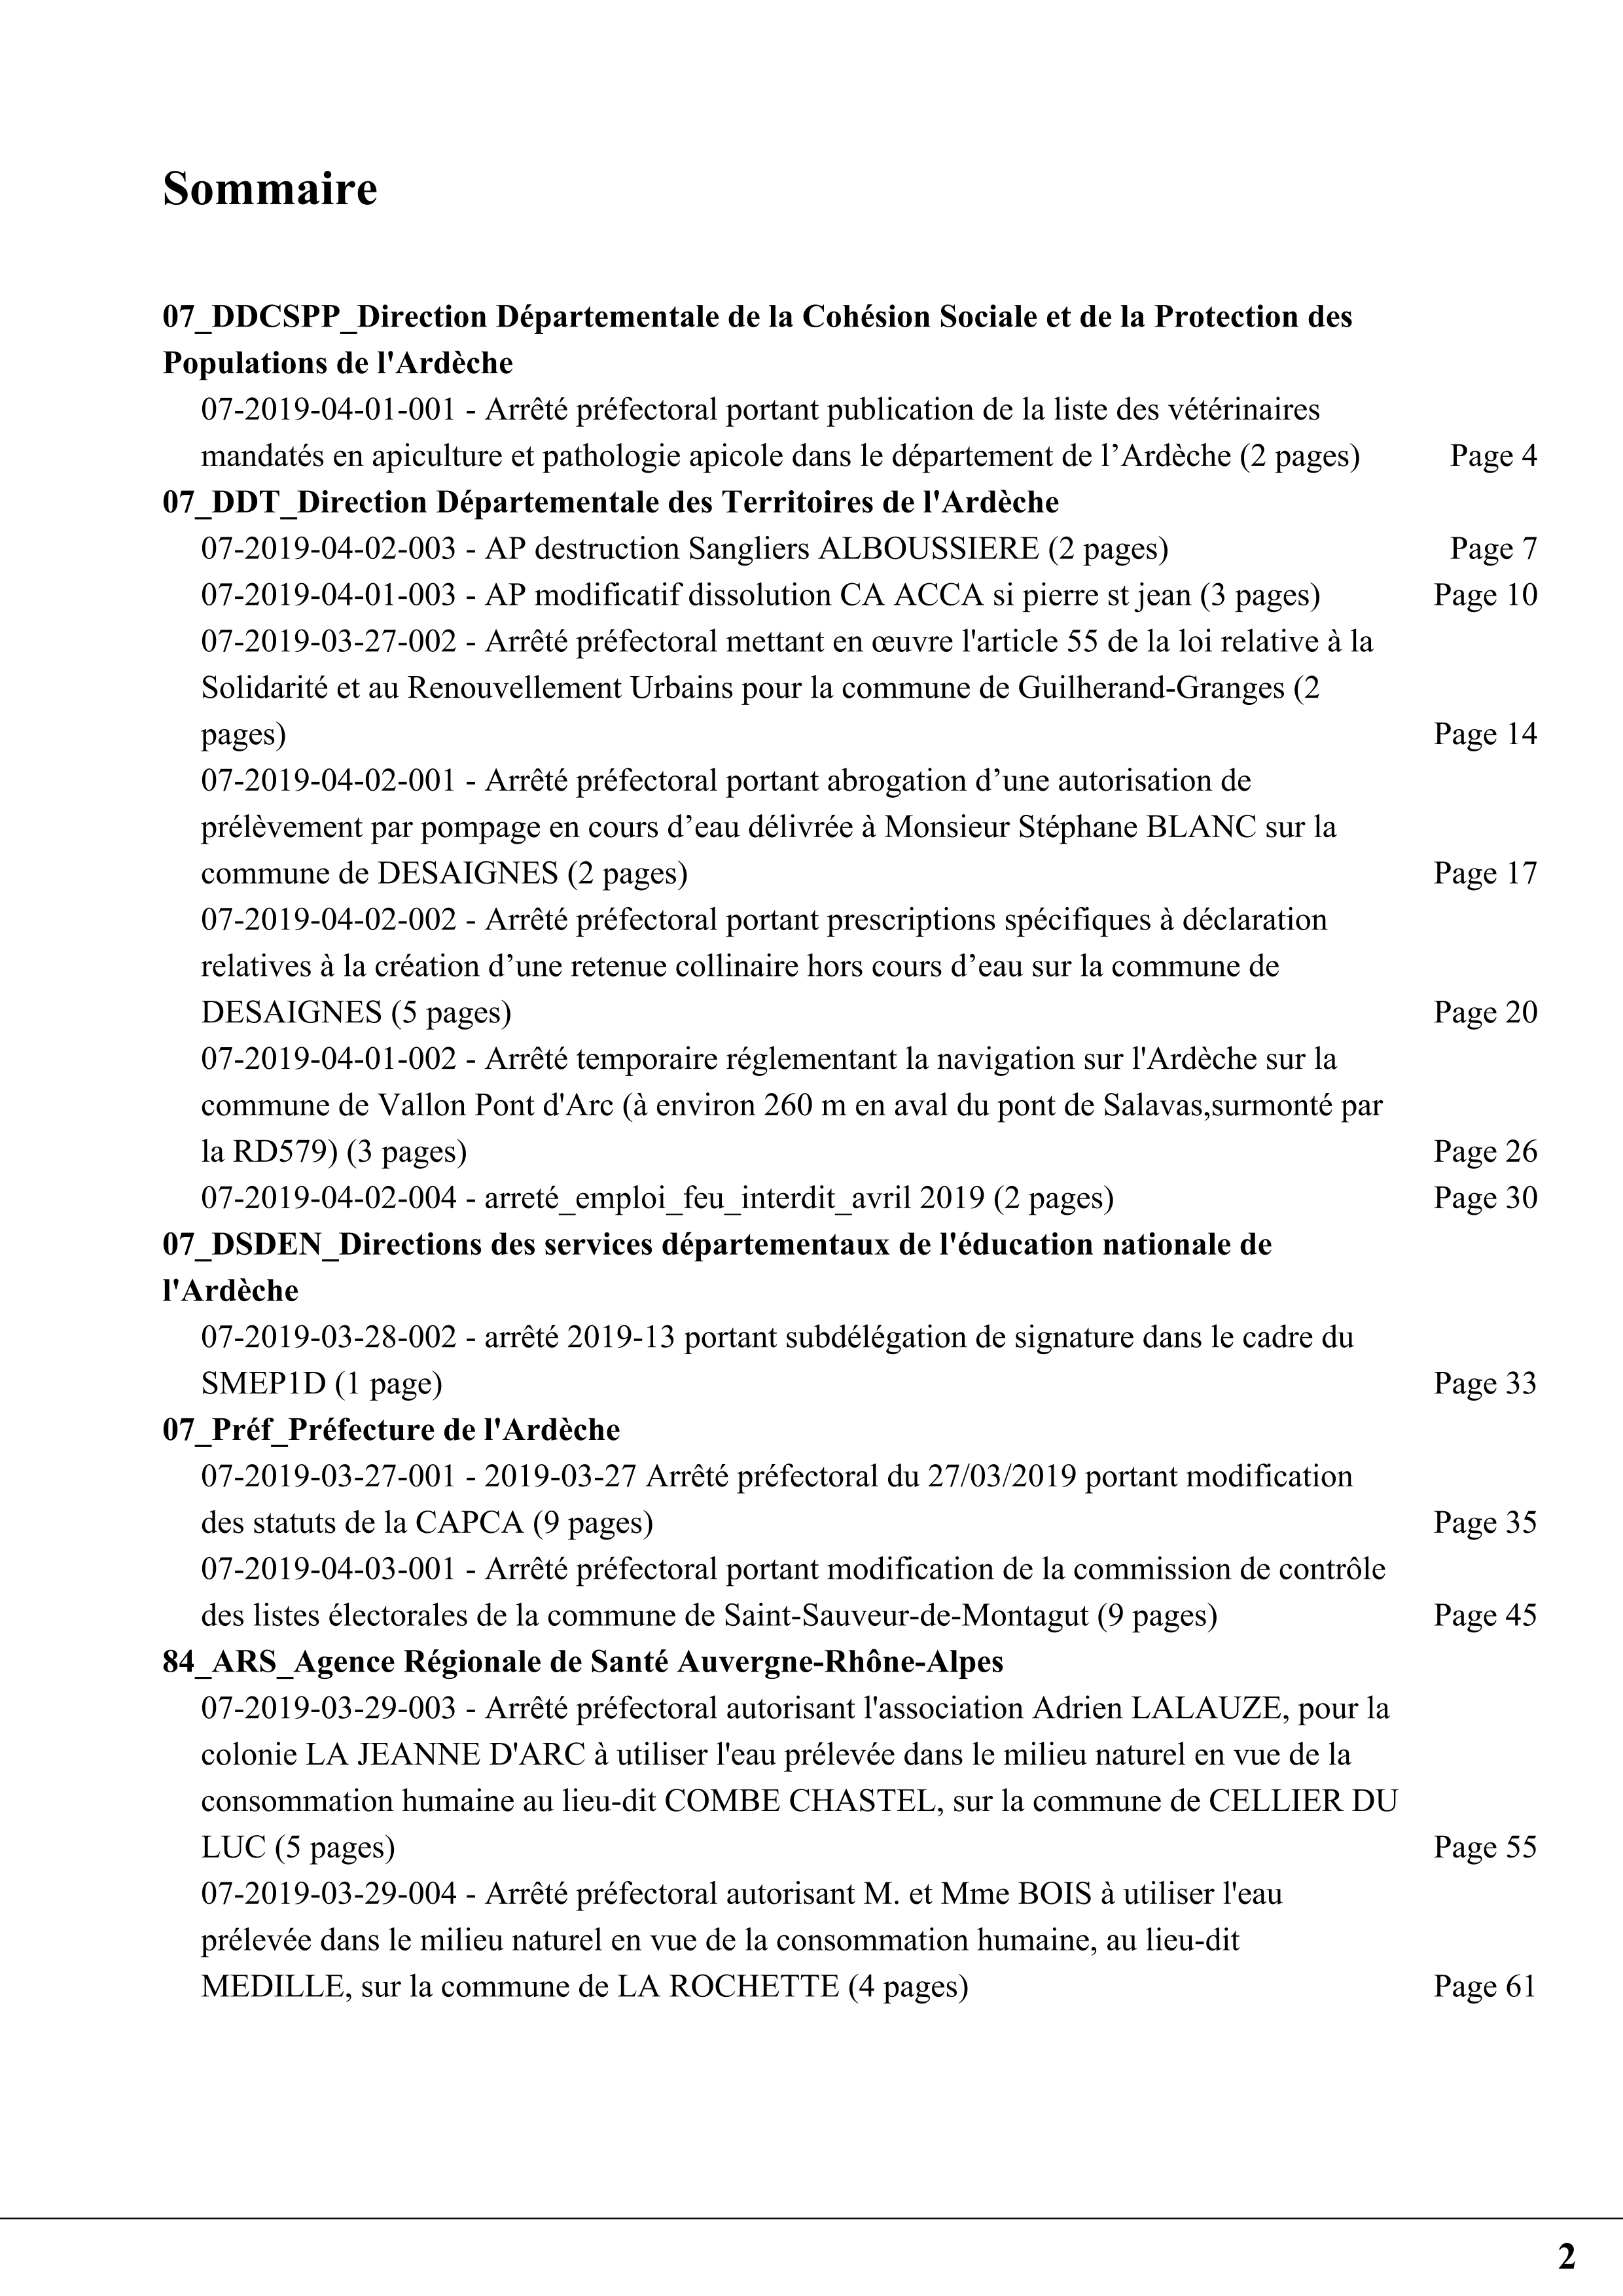 Sommaire
07_DDCSPP_Direction Départementale de la Cohésion Sociale et de la Protection des
Populations de l'Ardèche
07-2019-04-01-001 - Arrêté préfectoral portant publication de la liste des vétérinaires
mandatés en apiculture et pathologie apicole dans le département de l’Ardèche (2 pages) Page 4
07_DDT_Direction Départementale des Territoires de l'Ardèche
07-2019-04-02-003 - AP destruction Sangliers ALBOUSSIERE (2 pages) Page 7
07-2019-04-01-003 - AP modificatif dissolution CA ACCA si pierre st jean (3 pages) Page 10
07-2019-03-27-002 - Arrêté préfectoral mettant en œuvre l'article 55 de la loi relative à la
Solidarité et au Renouvellement Urbains pour la commune de Guilherand-Granges (2
pages) Page 14
07-2019-04-02-001 - Arrêté préfectoral portant abrogation d’une autorisation de
prélèvement par pompage en cours d’eau délivrée à Monsieur Stéphane BLANC sur la
commune de DESAIGNES (2 pages) Page 17
07-2019-04-02-002 - Arrêté préfectoral portant prescriptions spécifiques à déclaration
relatives à la création d’une retenue collinaire hors cours d’eau sur la commune de
DESAIGNES (5 pages) Page 20
07-2019-04-01-002 - Arrêté temporaire réglementant la navigation sur l'Ardèche sur la
commune de Vallon Pont d'Arc (à environ 260 m en aval du pont de Salavas,surmonté par
la RD579) (3 pages) Page 26
07-2019-04-02-004 - arreté_emploi_feu_interdit_avril 2019 (2 pages) Page 30
07_DSDEN_Directions des services départementaux de l'éducation nationale de
l'Ardèche
07-2019-03-28-002 - arrêté 2019-13 portant subdélégation de signature dans le cadre du
SMEP1D (1 page) Page 33
07_Préf_Préfecture de l'Ardèche
07-2019-03-27-001 - 2019-03-27 Arrêté préfectoral du 27/03/2019 portant modification
des statuts de la CAPCA (9 pages) Page 35
07-2019-04-03-001 - Arrêté préfectoral portant modification de la commission de contrôle
des listes électorales de la commune de Saint-Sauveur-de-Montagut (9 pages) Page 45
84_ARS_Agence Régionale de Santé Auvergne-Rhône-Alpes
07-2019-03-29-003 - Arrêté préfectoral autorisant l'association Adrien LALAUZE, pour la
colonie LA JEANNE D'ARC à utiliser l'eau prélevée dans le milieu naturel en vue de la
consommation humaine au lieu-dit COMBE CHASTEL, sur la commune de CELLIER DU
LUC (5 pages) Page 55
07-2019-03-29-004 - Arrêté préfectoral autorisant M. et Mme BOIS à utiliser l'eau
prélevée dans le milieu naturel en vue de la consommation humaine, au lieu-dit
MEDILLE, sur la commune de LA ROCHETTE (4 pages) Page 61
2